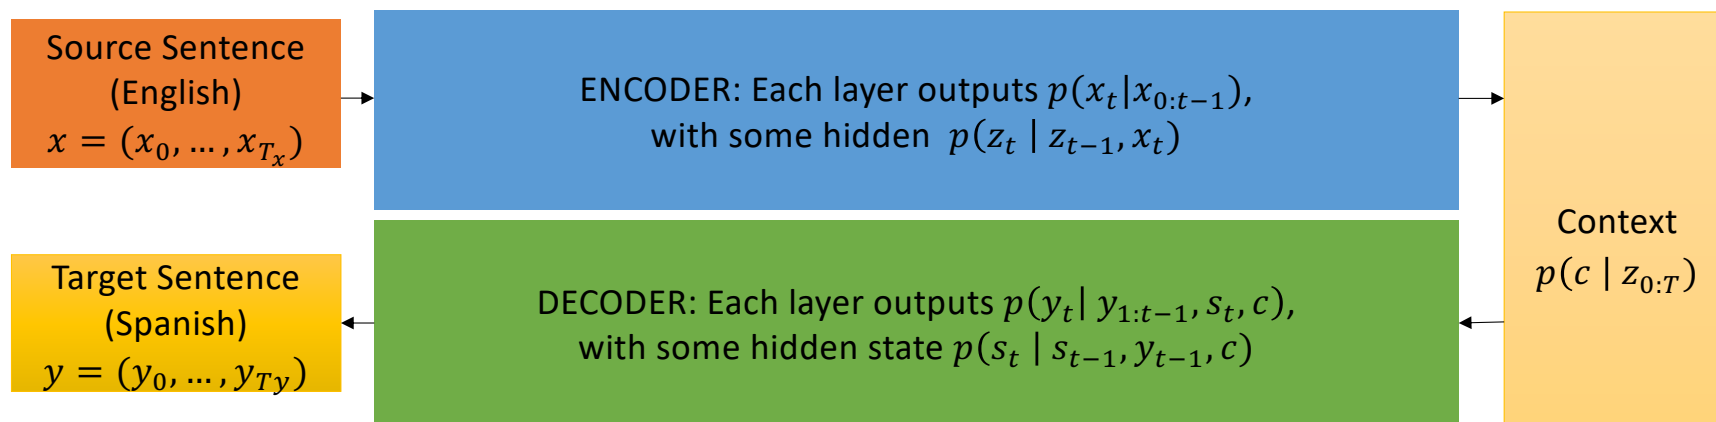 Source Sentence
(English)
x = (x_0, … , x_{T_x})
ENCODER: Each layer outputs p(x_t|x_{0:t−1}),
with some hidden p(z_t | z_{t−1}, x_t)
Context
p(c | z_{0:T})
Target Sentence
(Spanish)
y = (y_0, … , y_{Ty})
DECODER: Each layer outputs p(y_t| y_{1:t−1}, s_t, c),
with some hidden state p(s_t | s_{t−1}, y_{t−1}, c)